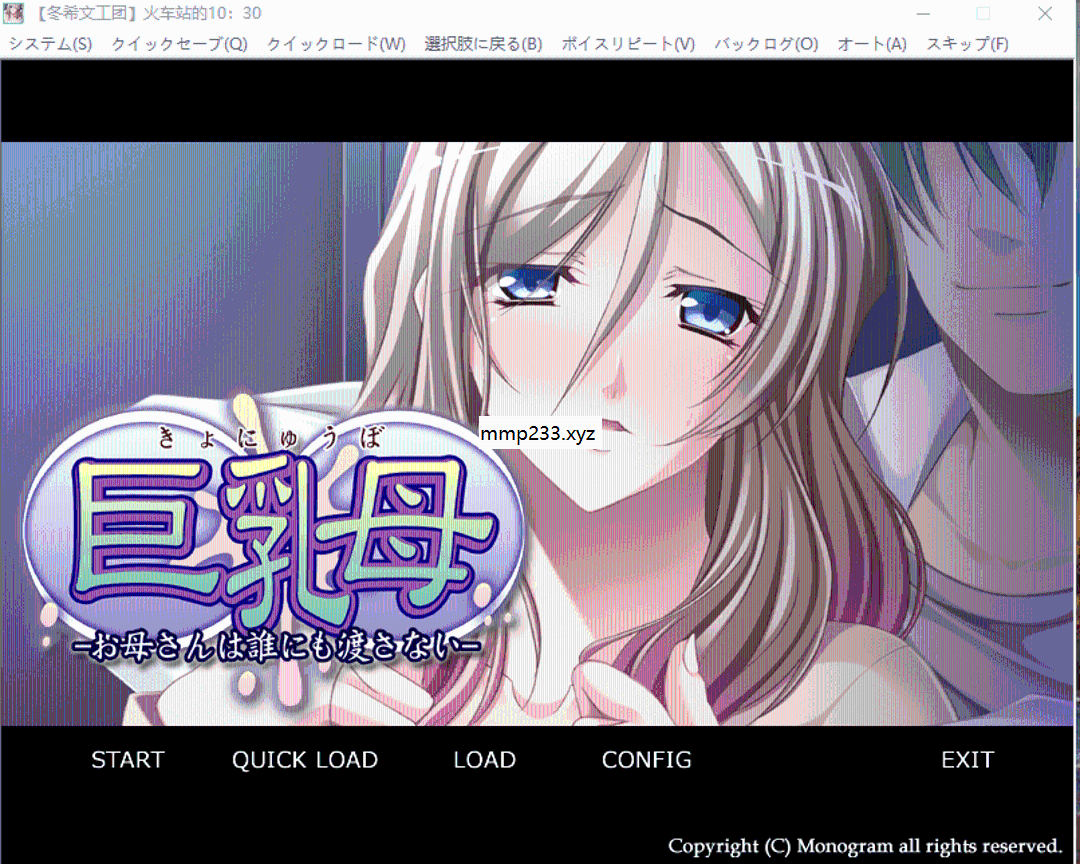 【冬希文工团】火车站的10：30
システム(S) クイックセーブ(Q) クイックロード(W) 選択肢に戻る(B) ボイスリピート(V) バックログ(O) オート(A) スキップ(F)
mmp233.xyz
きょにゅうぼ
巨乳母
–お母さんは誰にも渡さない–
START QUICK LOAD LOAD CONFIG EXIT
Copyright (C) Monogram all rights reserved.